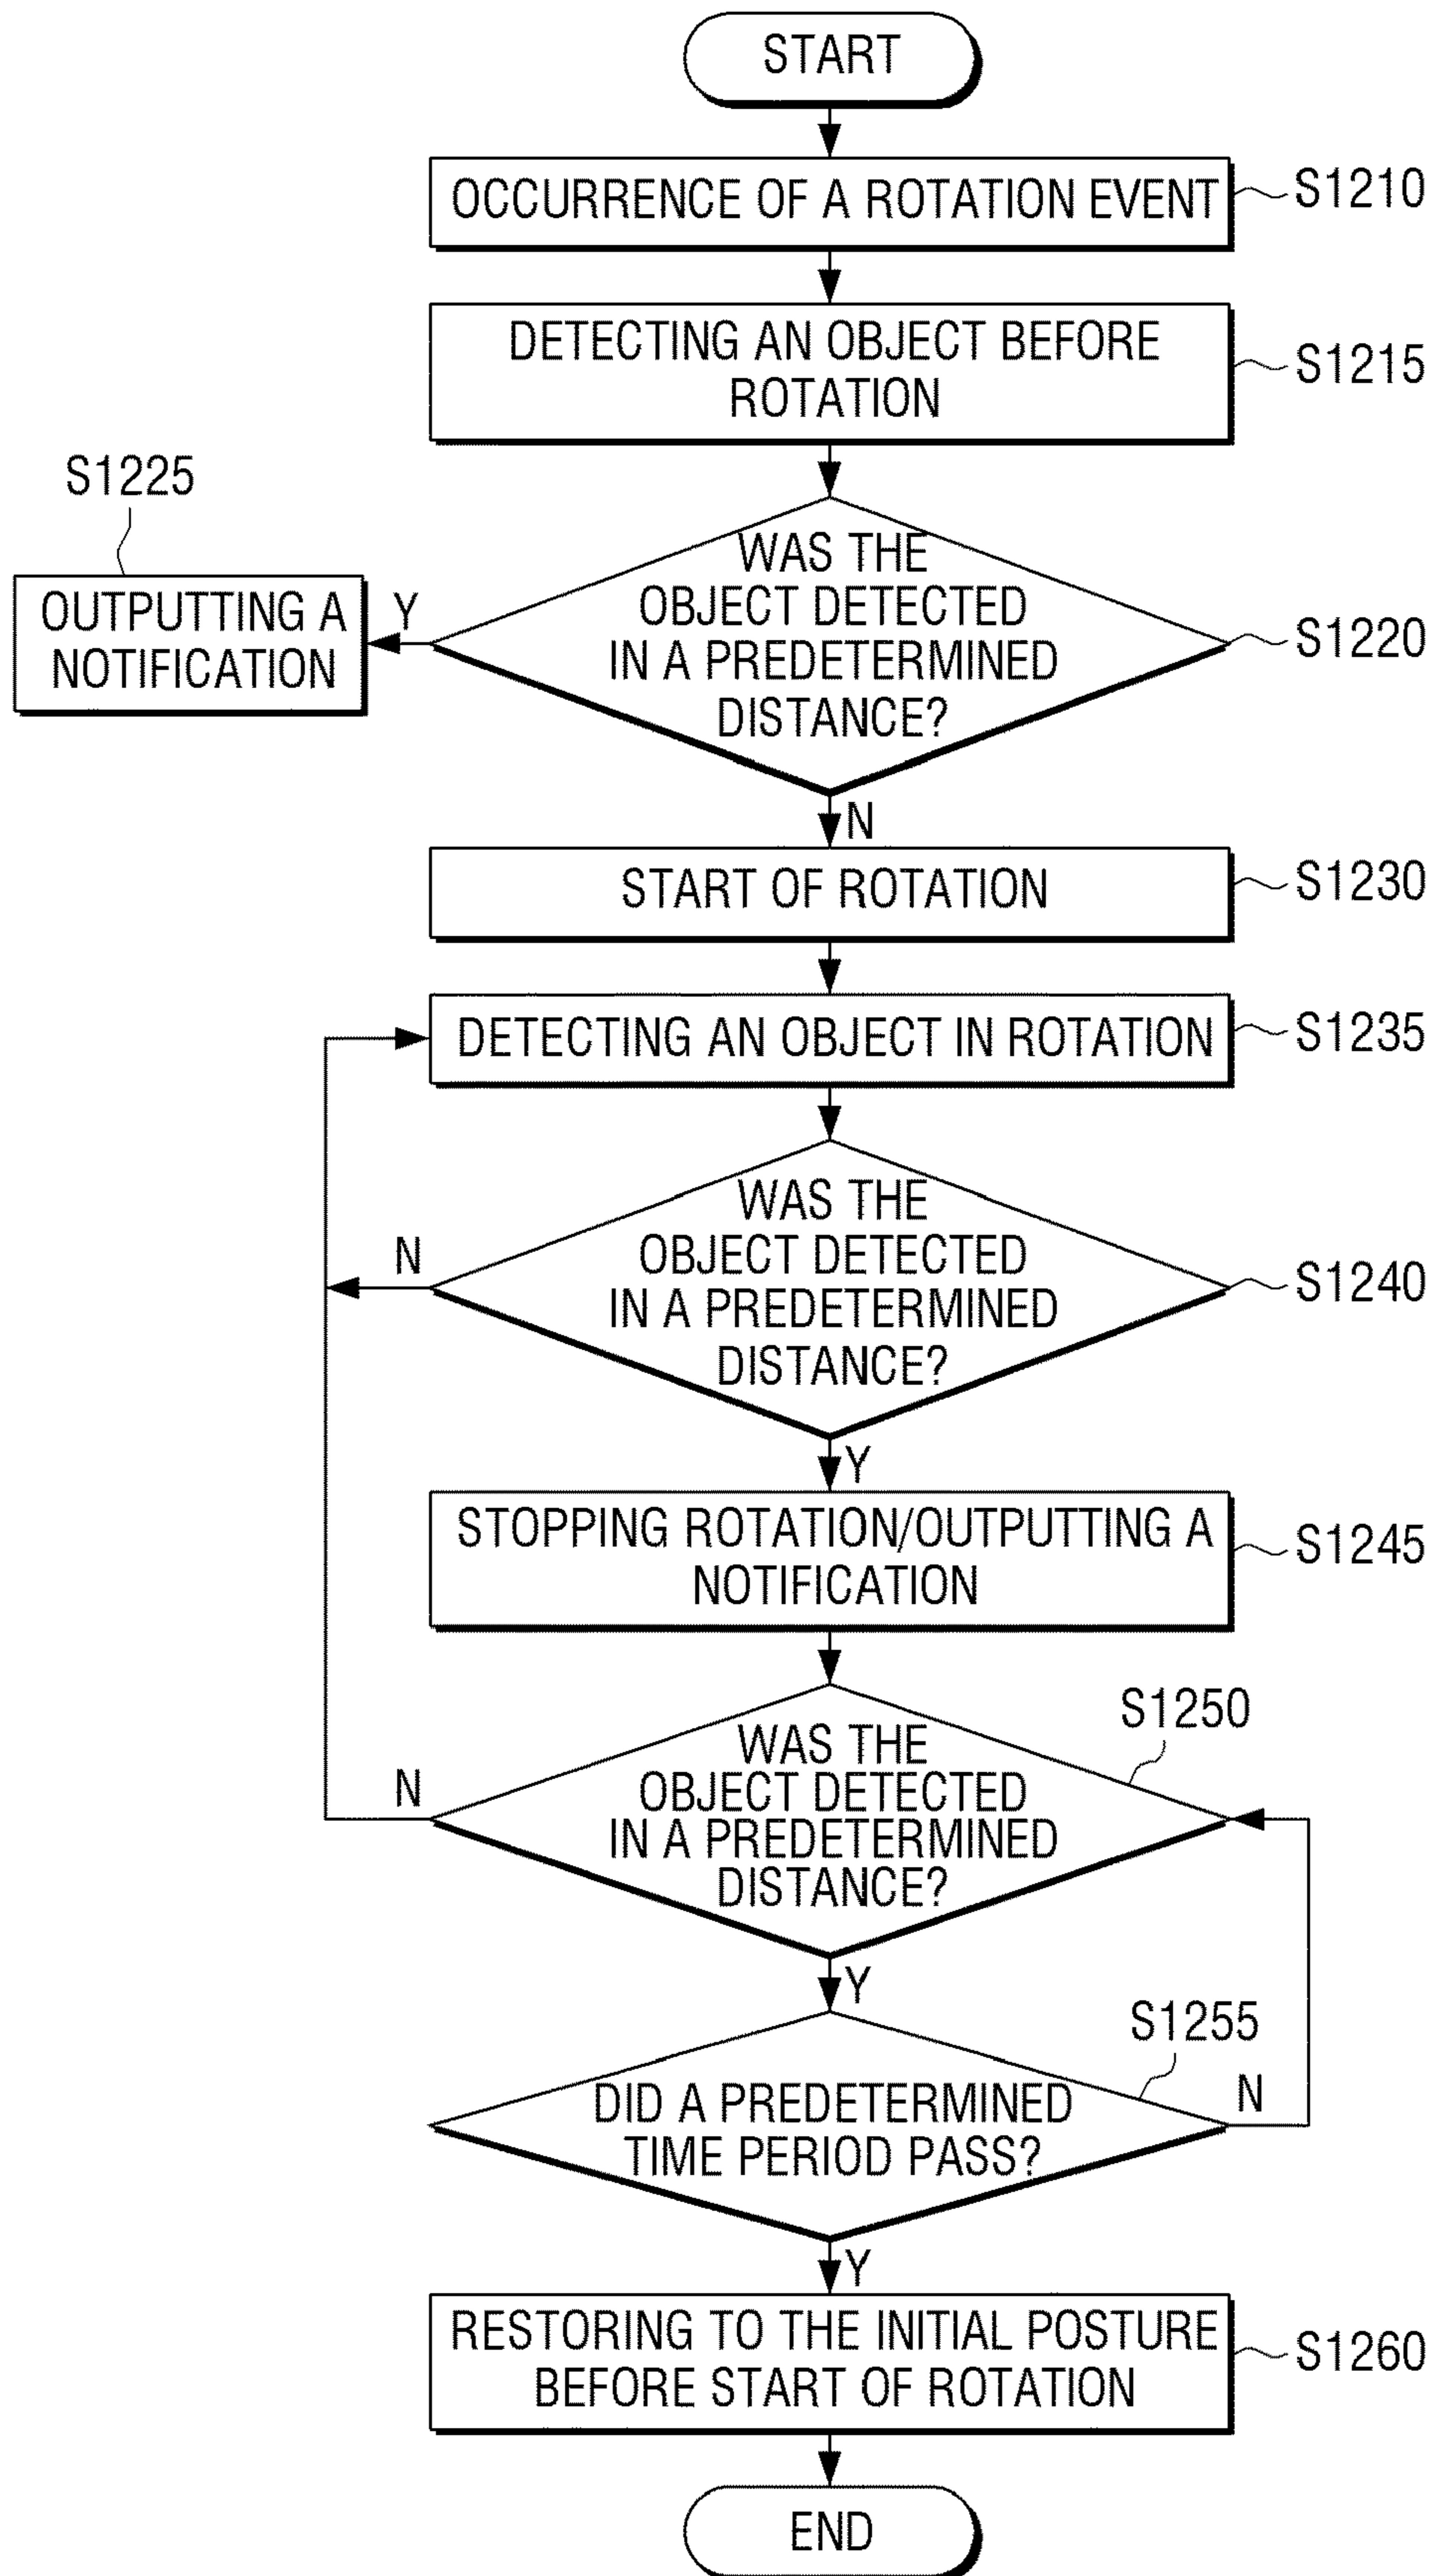 START
OCCURRENCE OF A ROTATION EVENT
S1210
DETECTING AN OBJECT BEFORE
ROTATION
S1215
S1225
OUTPUTTING A
NOTIFICATION
Y
WAS THE
OBJECT DETECTED
IN A PREDETERMINED
DISTANCE?
S1220
N
START OF ROTATION
S1230
DETECTING AN OBJECT IN ROTATION
S1235
WAS THE
OBJECT DETECTED
IN A PREDETERMINED
DISTANCE?
N
S1240
Y
STOPPING ROTATION/OUTPUTTING A
NOTIFICATION
S1245
S1250
WAS THE
OBJECT DETECTED
IN A PREDETERMINED
DISTANCE?
N
Y
S1255
DID A PREDETERMINED
TIME PERIOD PASS?
N
Y
RESTORING TO THE INITIAL POSTURE
BEFORE START OF ROTATION
S1260
END